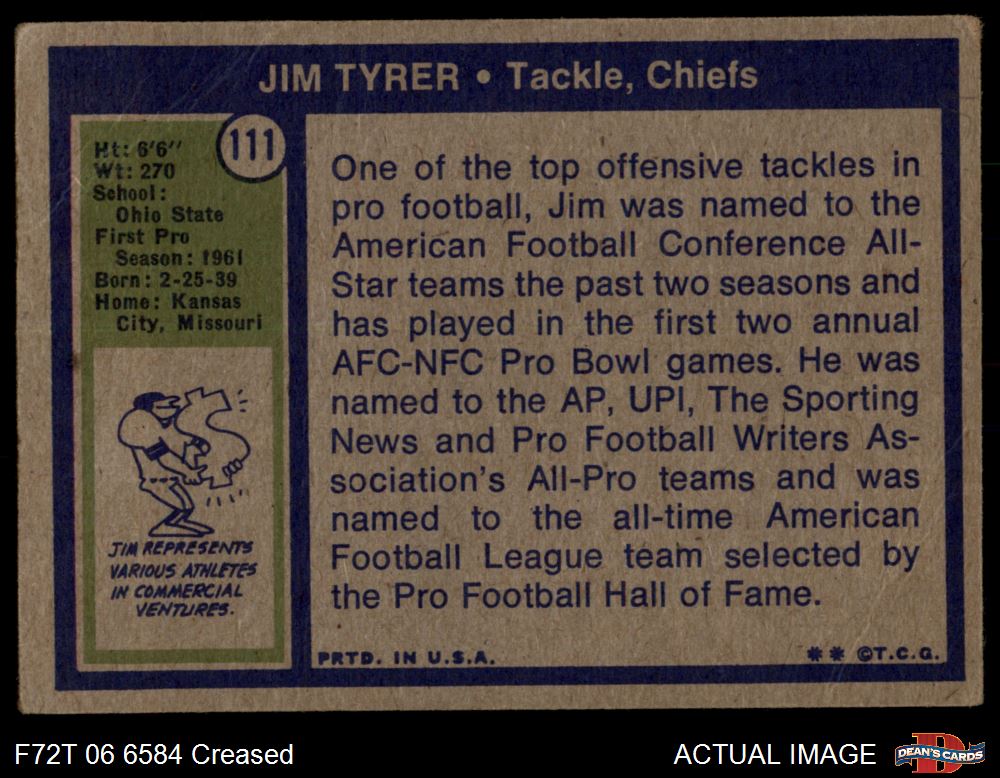 JIM TYRER • Tackle, Chiefs
111
Ht: 6'6''
Wt: 270
School:
Ohio State
First Pro
Season: 1961
Born: 2-25-39
Home: Kansas
City, Missouri
JIM REPRESENTS
VARIOUS ATHLETES
IN COMMERCIAL
VENTURES.
One of the top offensive tackles in
pro football, Jim was named to the
American Football Conference All-
Star teams the past two seasons and
has played in the first two annual
AFC-NFC Pro Bowl games. He was
named to the AP, UPI, The Sporting
News and Pro Football Writers As-
sociation's All-Pro teams and was
named to the all-time American
Football League team selected by
the Pro Football Hall of Fame.
PRTD. IN U.S.A.
* * ©T.C.G.
F72T 06 6584 Creased
ACTUAL IMAGE
DEAN'S CARDS